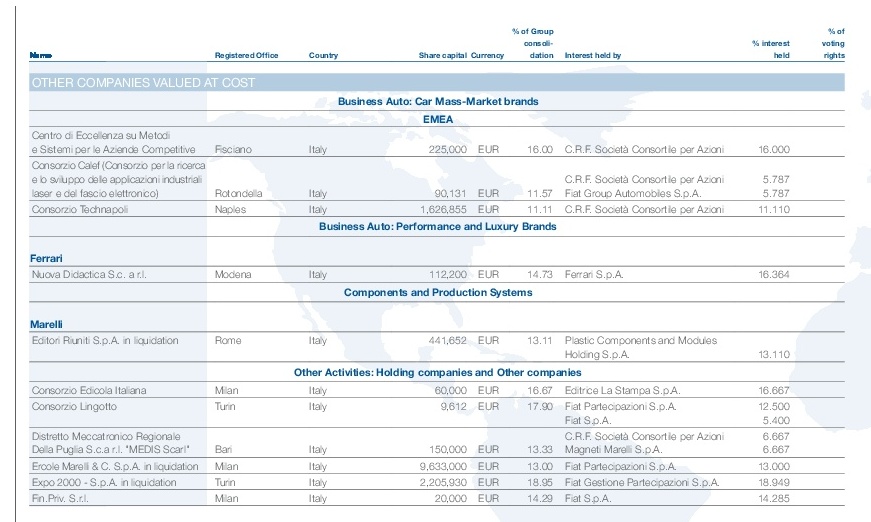 % of Group % of
consoli- % interest voting
Name Registered Office Country Share capital Currency dation Interest held by held rights
OTHER COMPANIES VALUED AT COST
Business Auto: Car Mass-Market brands
EMEA
Centro di Eccellenza su Metodi
e Sistemi per le Aziende Competitive Fisciano Italy 225,000 EUR 16.00 C.R.F. Società Consortile per Azioni 16.000
Consorzio Calef (Consorzio per la ricerca
e lo sviluppo delle applicazioni industriali C.R.F. Società Consortile per Azioni 5.787
laser e del fascio elettronico) Rotondella Italy 90,131 EUR 11.57 Fiat Group Automobiles S.p.A. 5.787
Consorzio Technapoli Naples Italy 1,626,855 EUR 11.11 C.R.F. Società Consortile per Azioni 11.110
Business Auto: Performance and Luxury Brands
Ferrari
Nuova Didactica S.c. a r.l. Modena Italy 112,200 EUR 14.73 Ferrari S.p.A. 16.364
Components and Production Systems
Marelli
Editori Riuniti S.p.A. in liquidation Rome Italy 441,652 EUR 13.11 Plastic Components and Modules
Holding S.p.A. 13.110
Other Activities: Holding companies and Other companies
Consorzio Edicola Italiana Milan Italy 60,000 EUR 16.67 Editrice La Stampa S.p.A. 16.667
Consorzio Lingotto Turin Italy 9,612 EUR 17.90 Fiat Partecipazioni S.p.A. 12.500
Fiat S.p.A. 5.400
Distretto Meccatronico Regionale C.R.F. Società Consortile per Azioni 6.667
Della Puglia S.c.a r.l. "MEDIS Scarl" Bari Italy 150,000 EUR 13.33 Magneti Marelli S.p.A. 6.667
Ercole Marelli & C. S.p.A. in liquidation Milan Italy 9,633,000 EUR 13.00 Fiat Partecipazioni S.p.A. 13.000
Expo 2000 - S.p.A. in liquidation Turin Italy 2,205,930 EUR 18.95 Fiat Gestione Partecipazioni S.p.A. 18.949
Fin.Priv. S.r.l. Milan Italy 20,000 EUR 14.29 Fiat S.p.A. 14.285